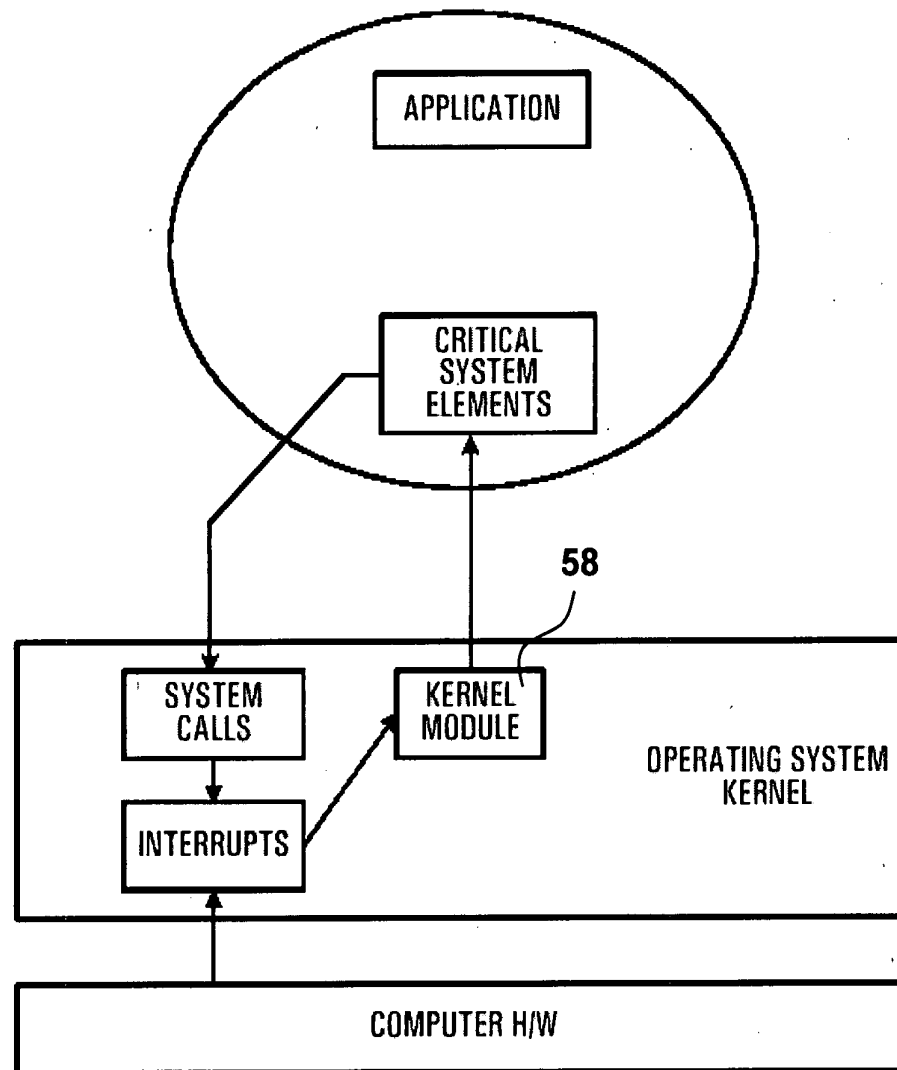 APPLICATION
CRITICAL
SYSTEM
ELEMENTS
58
SYSTEM
CALLS
KERNEL
MODULE
OPERATING SYSTEM
KERNEL
INTERRUPTS
COMPUTER H/W